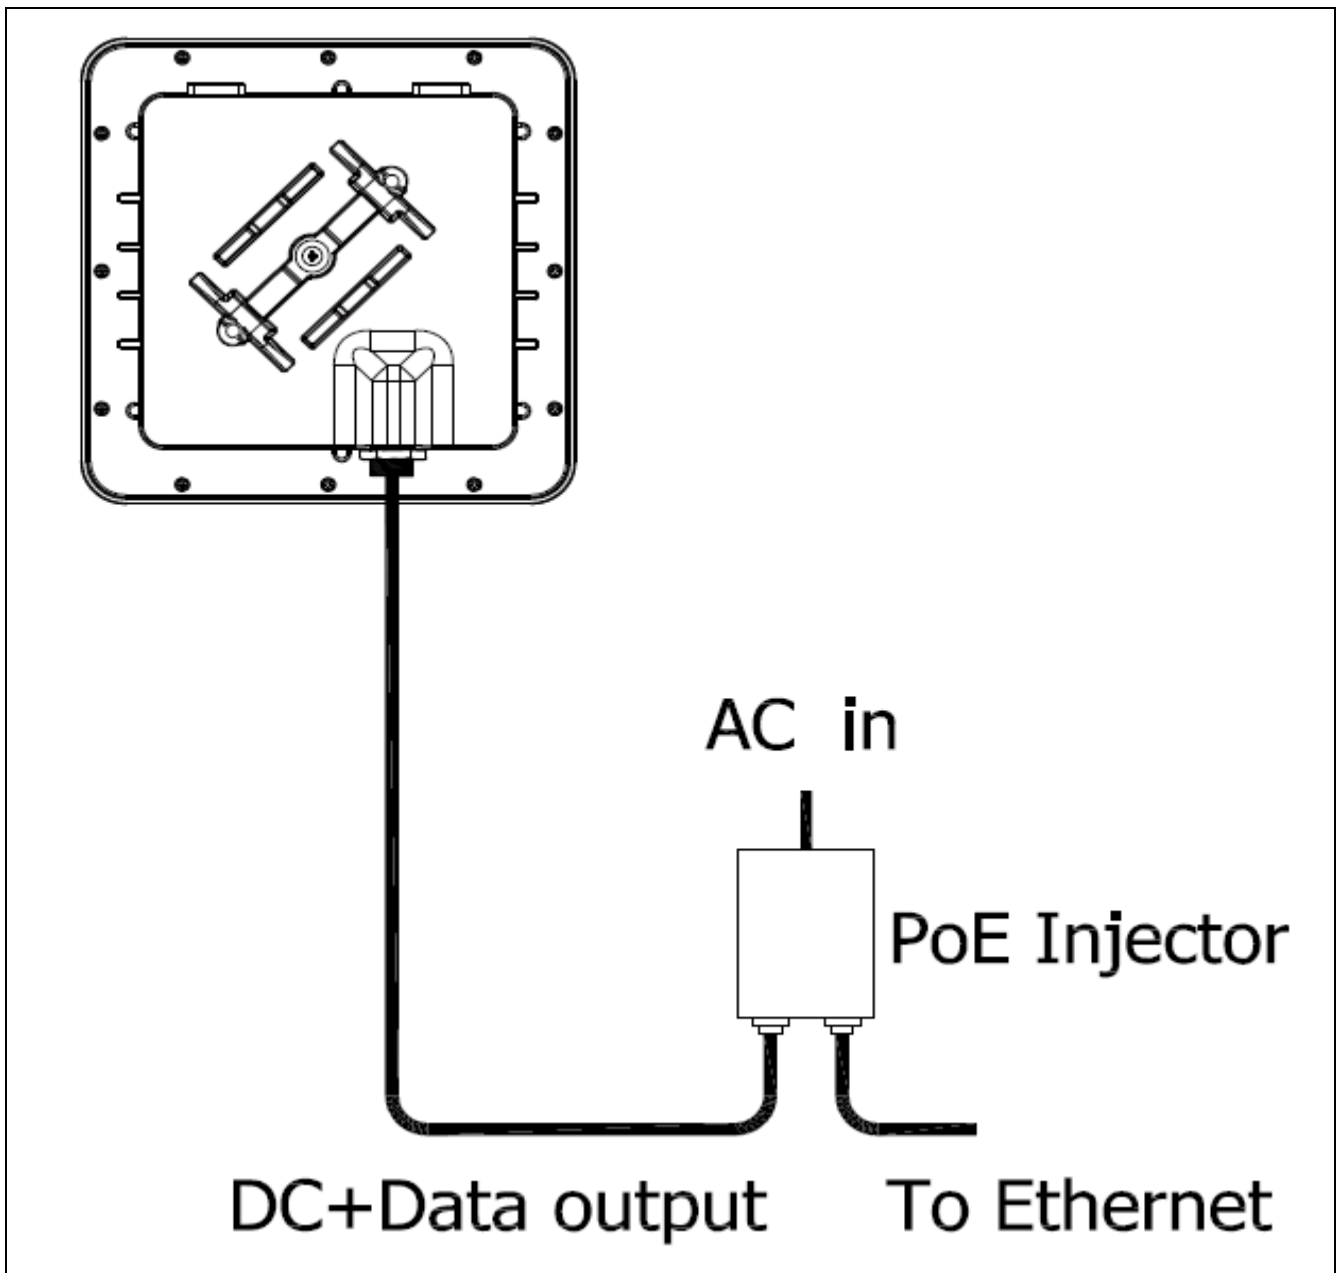 AC in
PoE Injector
DC+Data output
To Ethernet